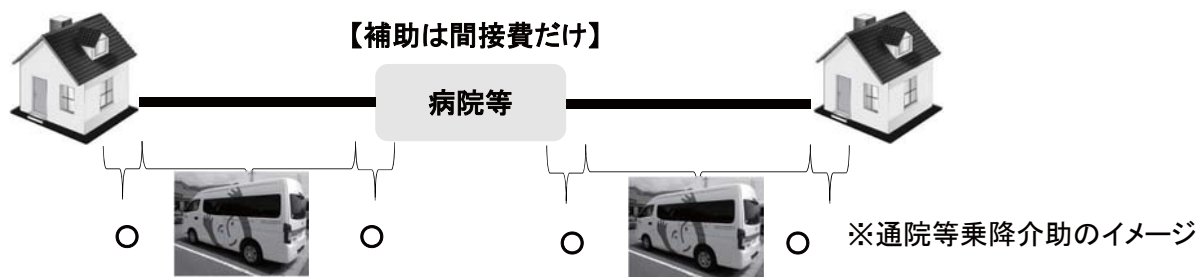 【補助は間接費だけ】
病院等
○ ○ ○ ○ ※通院等乗降介助のイメージ